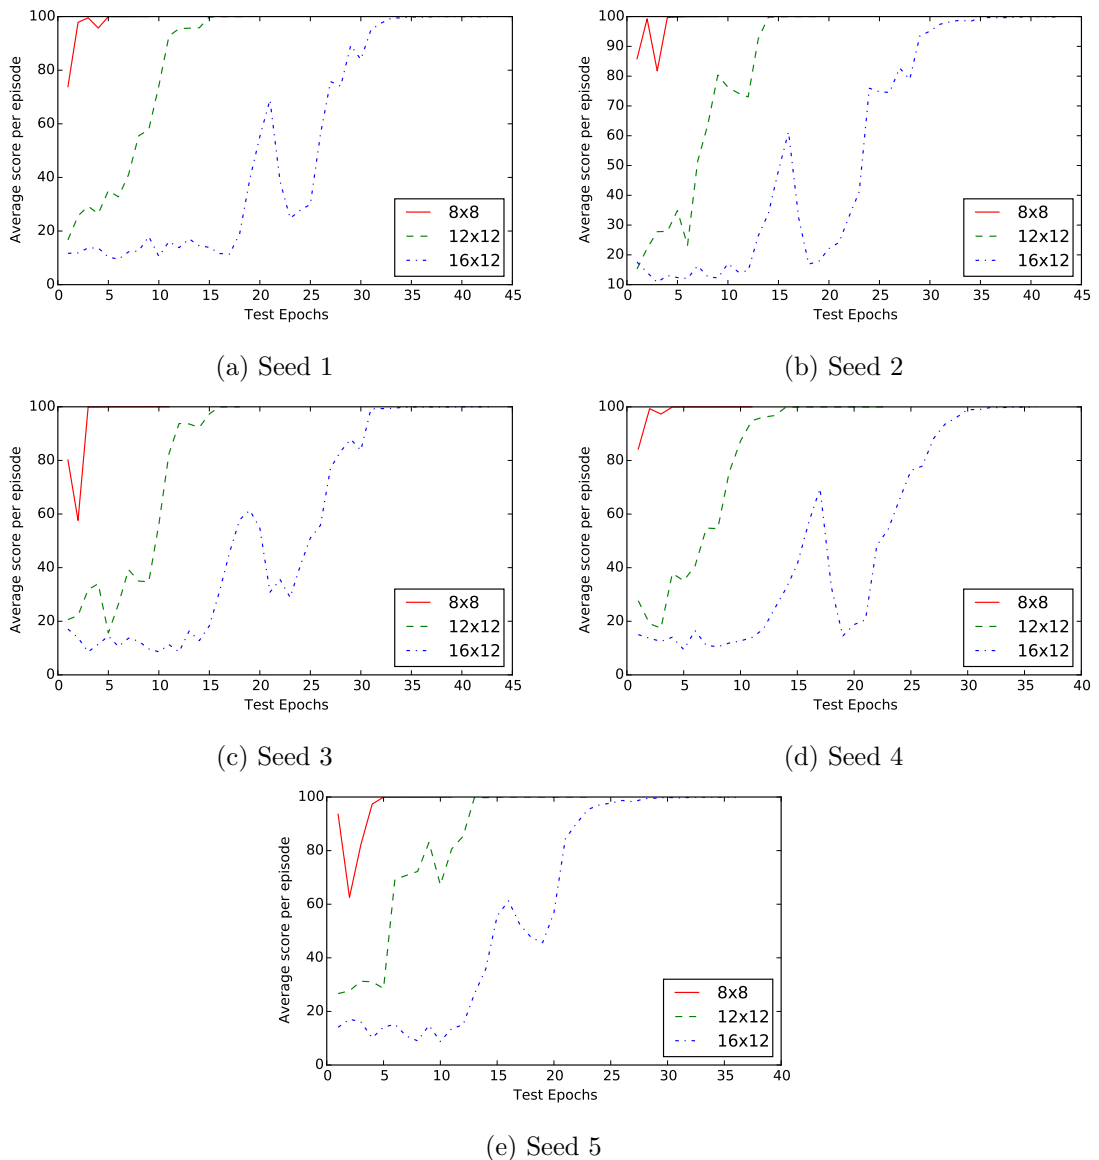 100
80
60
40
20
0
Average score per episode
8x8
12x12
16x12
0 5 10 15 20 25 30 35 40 45
Test Epochs
(a) Seed 1
100
90
80
70
60
50
40
30
20
10
Average score per episode
8x8
12x12
16x12
0 5 10 15 20 25 30 35 40 45
Test Epochs
(b) Seed 2
100
80
60
40
20
0
Average score per episode
8x8
12x12
16x12
0 5 10 15 20 25 30 35 40 45
Test Epochs
(c) Seed 3
100
80
60
40
20
0
Average score per episode
8x8
12x12
16x12
0 5 10 15 20 25 30 35 40
Test Epochs
(d) Seed 4
100
80
60
40
20
0
Average score per episode
8x8
12x12
16x12
0 5 10 15 20 25 30 35 40
Test Epochs
(e) Seed 5